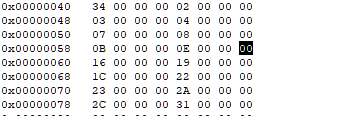 0x00000040 34 00 00 00 02 00 00 00
0x00000048 03 00 00 00 04 00 00 00
0x00000050 07 00 00 00 08 00 00 00
0x00000058 0B 00 00 00 0E 00 00 00
0x00000060 16 00 00 00 19 00 00 00
0x00000068 1C 00 00 00 22 00 00 00
0x00000070 23 00 00 00 2A 00 00 00
0x00000078 2C 00 00 00 31 00 00 00